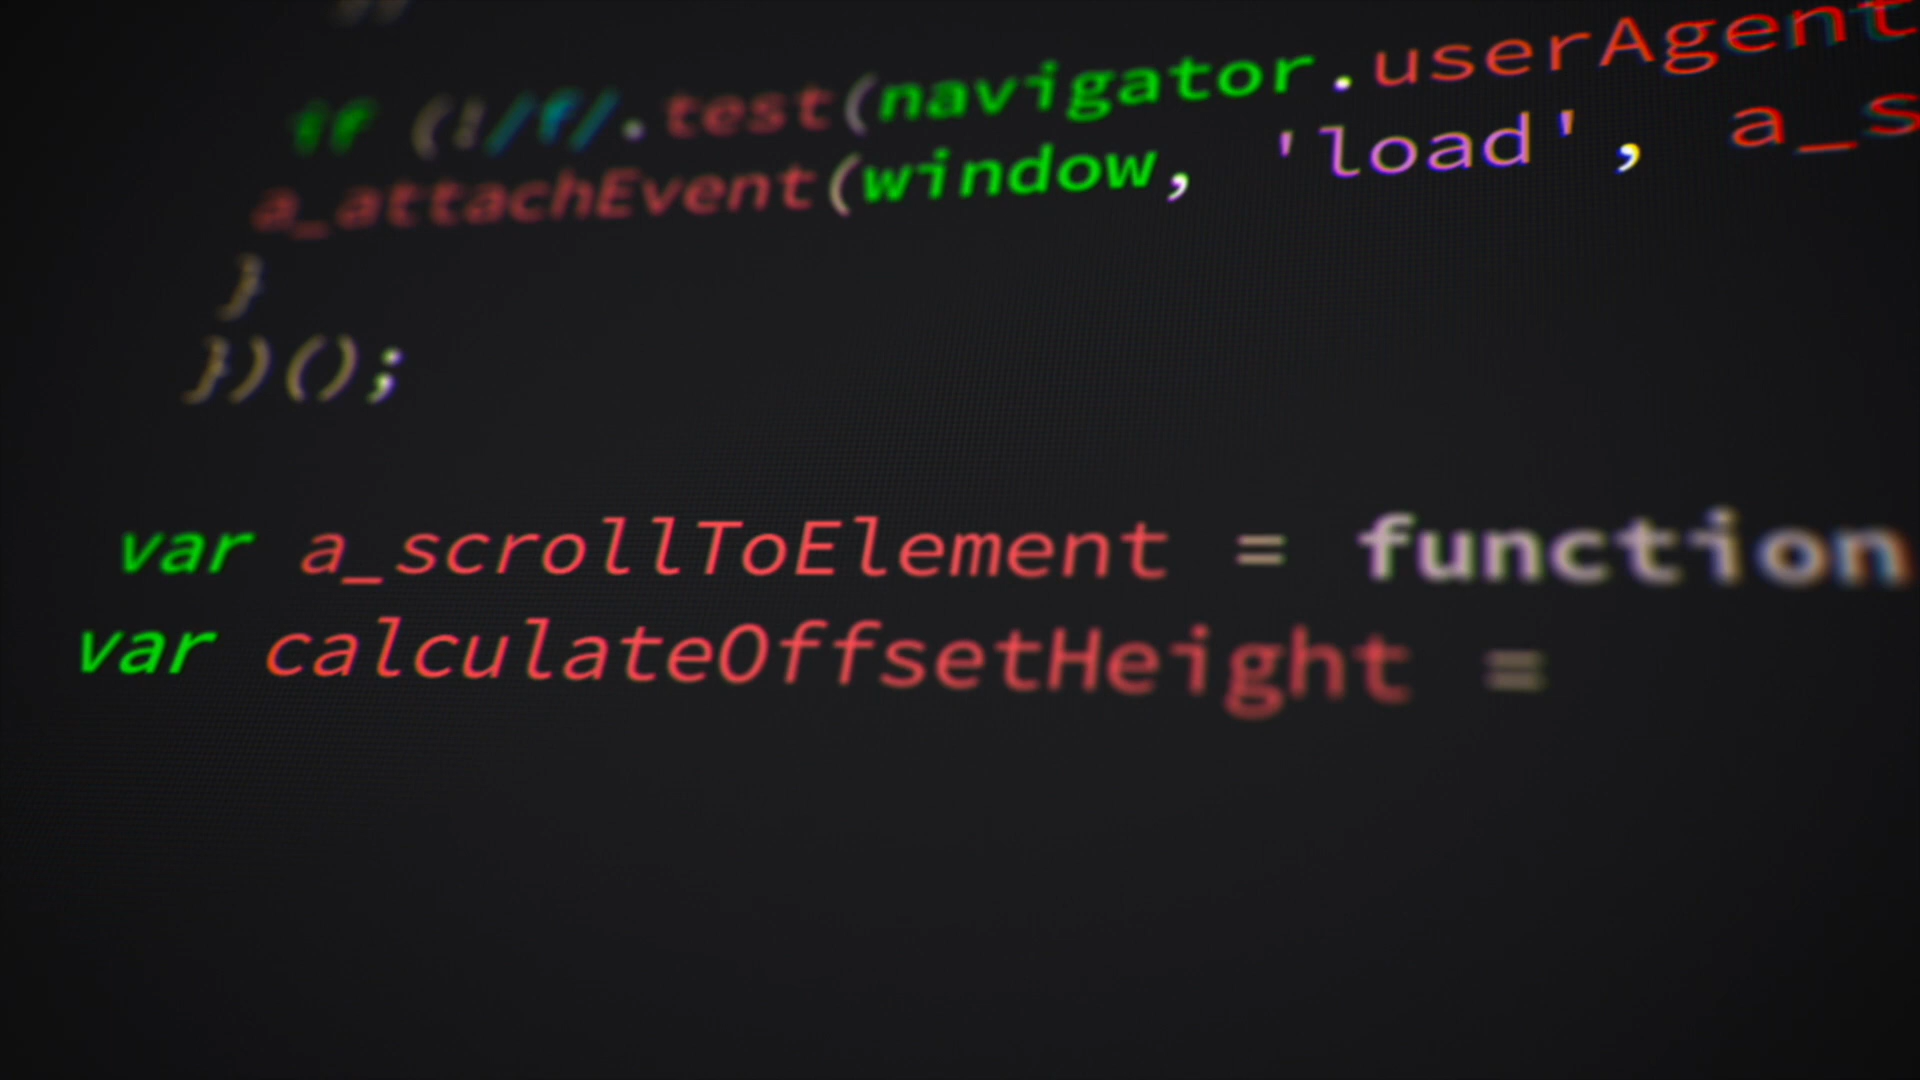 if (!/f/.test(navigator.userAgent
a_attachEvent(window, 'load', a_s
}
})();
var a_scrollToElement = function
var calculateOffsetHeight =